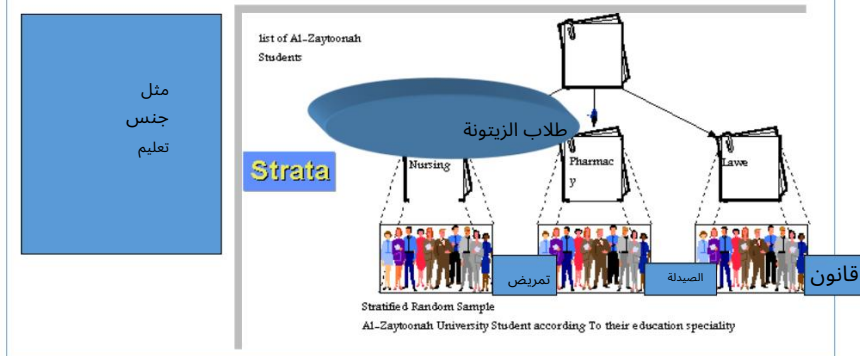 list of Al-Zaytoonah
Students
مثل
جنس
تعليم
طلاب الزيتونة
Strata
Nursing
Pharmac
y
Lawe
تمريض
الصيدلة
قانون
Stratified Random Sample
Al-Zaytoonah University Student according To their education speciality